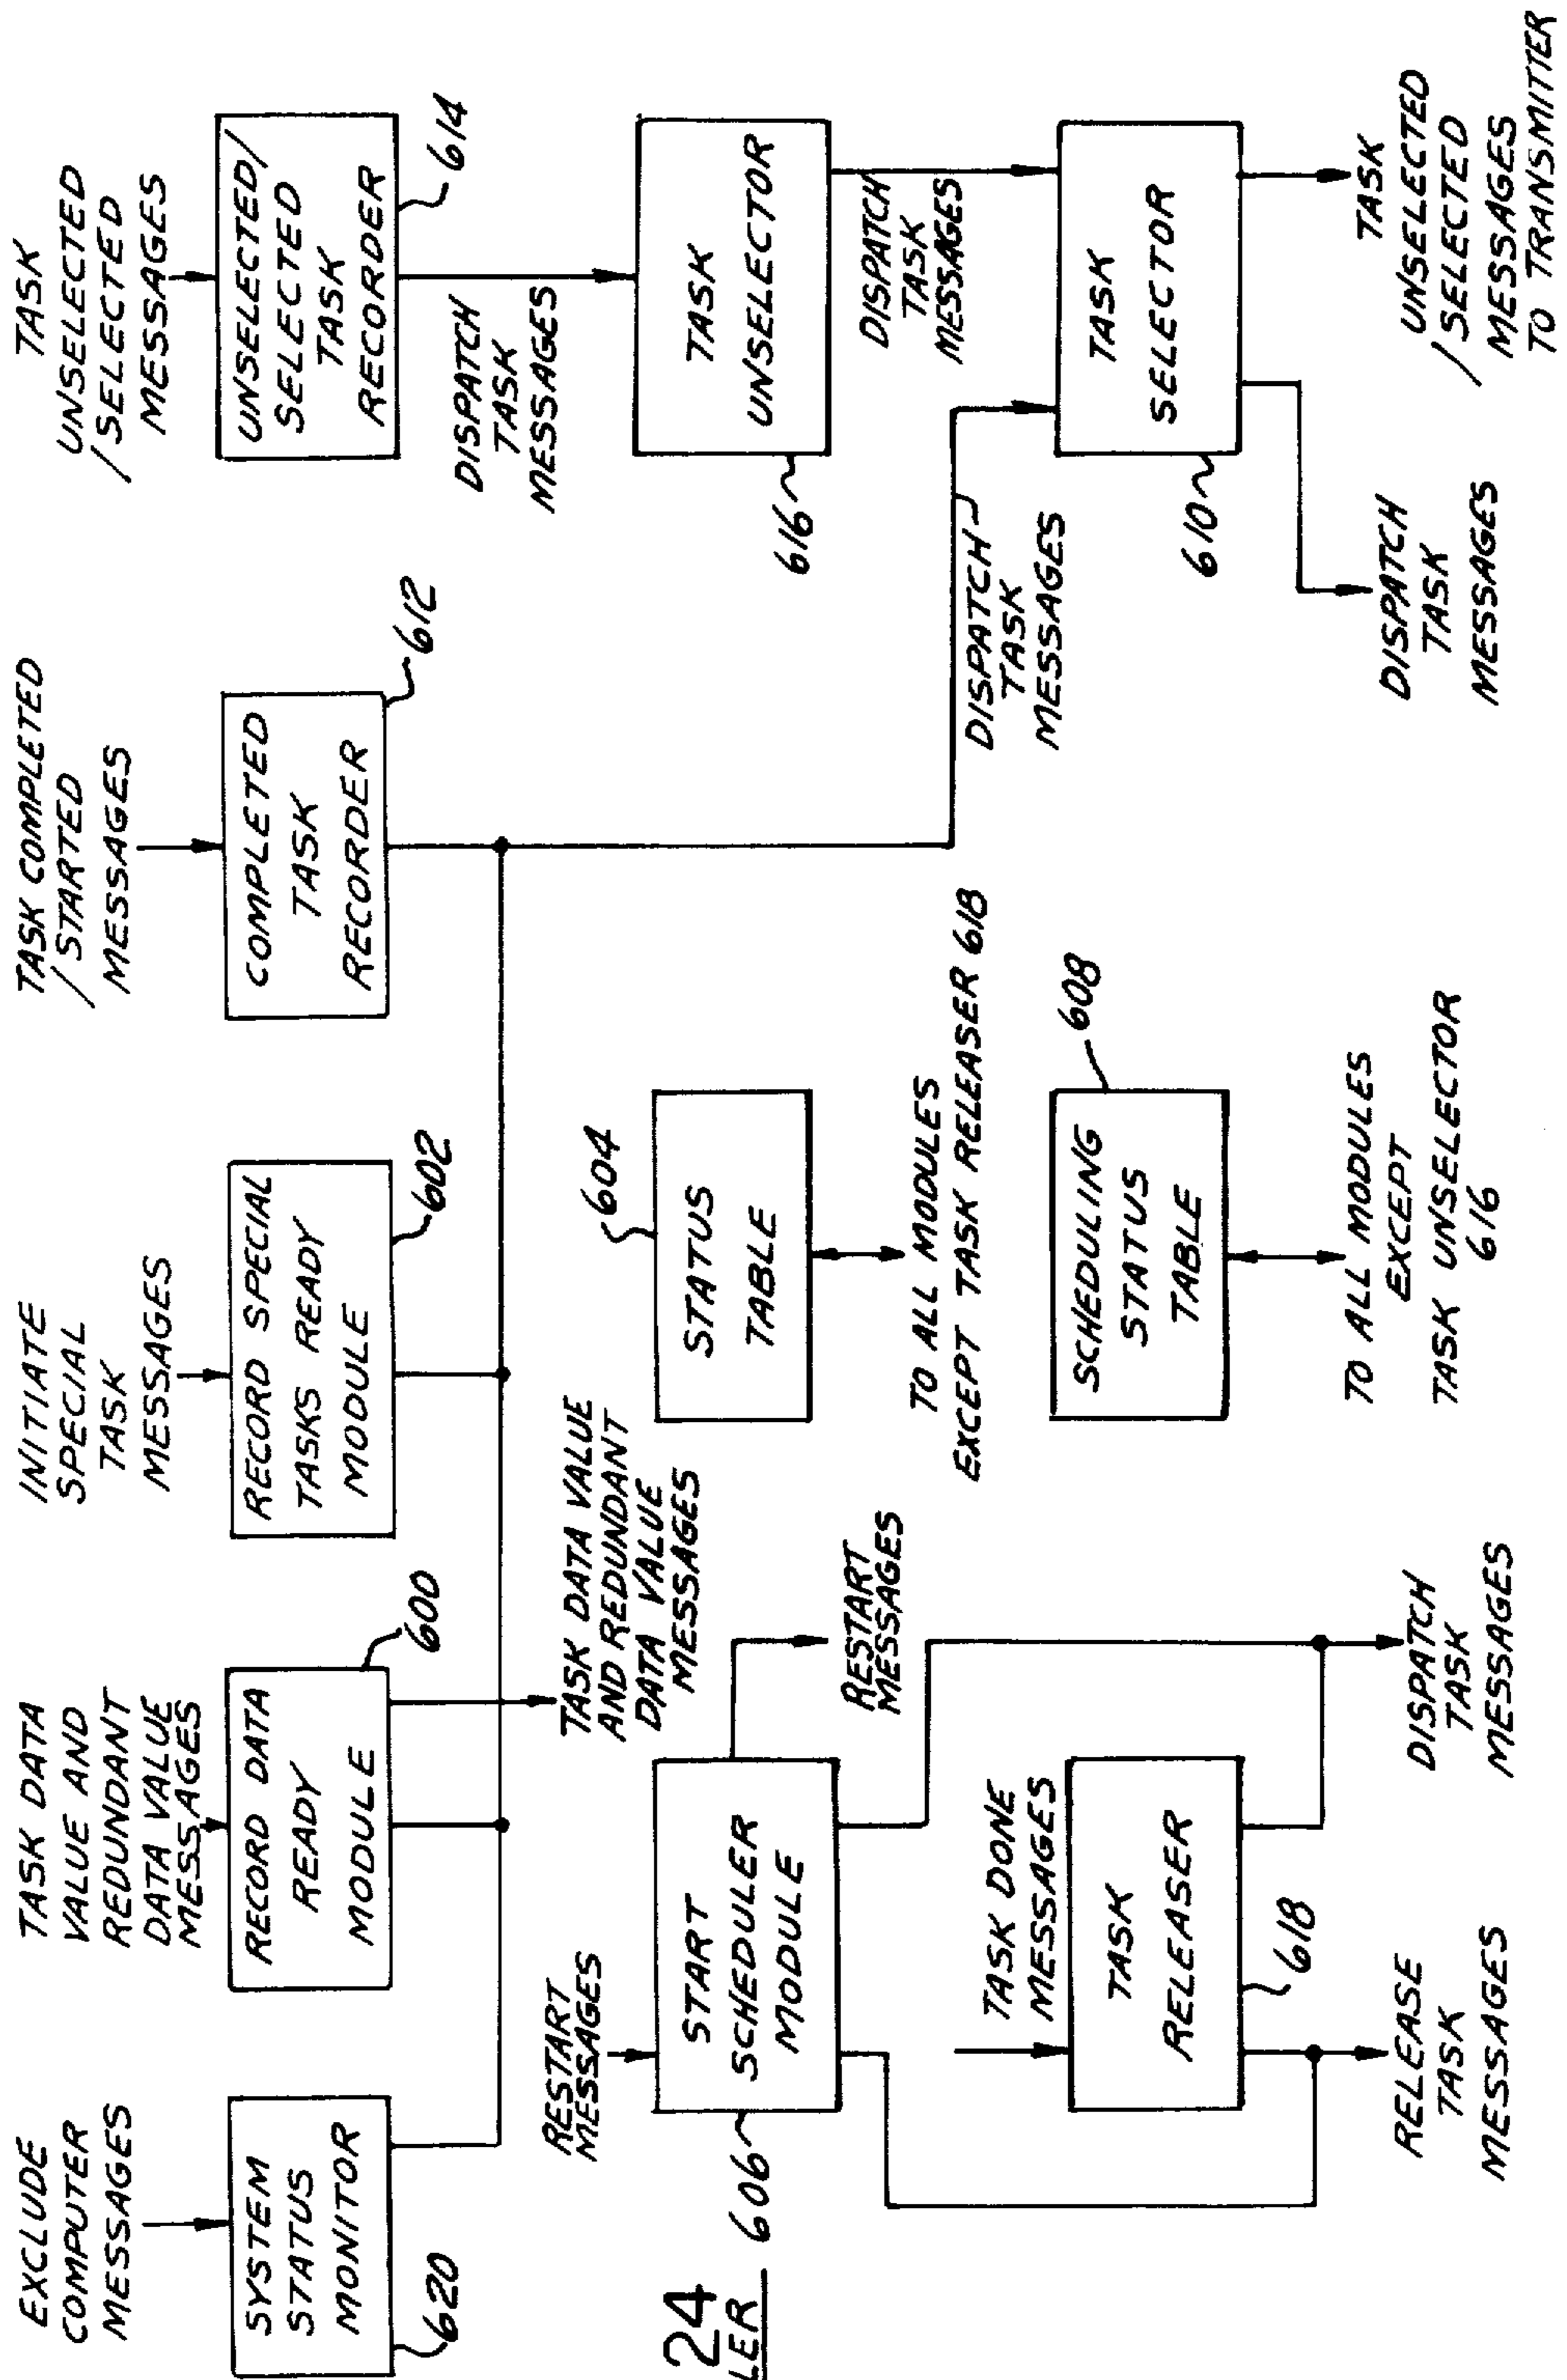 EXCLUDE
COMPUTER
MESSAGES
SYSTEM
STATUS
MONITOR
620
TASK DATA
VALUE AND
REDUNDANT
DATA VALUE
MESSAGES
RECORD DATA
READY
MODULE
600
TASK DATA VALUE
AND REDUNDANT
DATA VALUE
MESSAGES
INITIATE
SPECIAL
TASK
MESSAGES
RECORD SPECIAL
TASKS READY
MODULE
602
TASK COMPLETED
/STARTED
MESSAGES
COMPLETED
TASK
RECORDER
612
TASK
UNSELECTED
/SELECTED
MESSAGES
UNSELECTED/
SELECTED
TASK
RECORDER
614
DISPATCH
TASK
MESSAGES
RESTART
MESSAGES
START
SCHEDULER
MODULE
606
RESTART
MESSAGES
STATUS
TABLE
604
TO ALL MODULES
EXCEPT TASK RELEASER 618
TASK
UNSELECTOR
616
DISPATCH
TASK
MESSAGES
DISPATCH
TASK
MESSAGES
TASK DONE
MESSAGES
TASK
RELEASER
618
RELEASE
TASK
MESSAGES
DISPATCH
TASK
MESSAGES
SCHEDULING
STATUS
TABLE
608
TO ALL MODULES
EXCEPT
TASK UNSELECTOR
616
TASK
SELECTOR
610
DISPATCH
TASK
MESSAGES
TASK
UNSELECTED
/SELECTED
MESSAGES
TO TRANSMITTER
24
LER